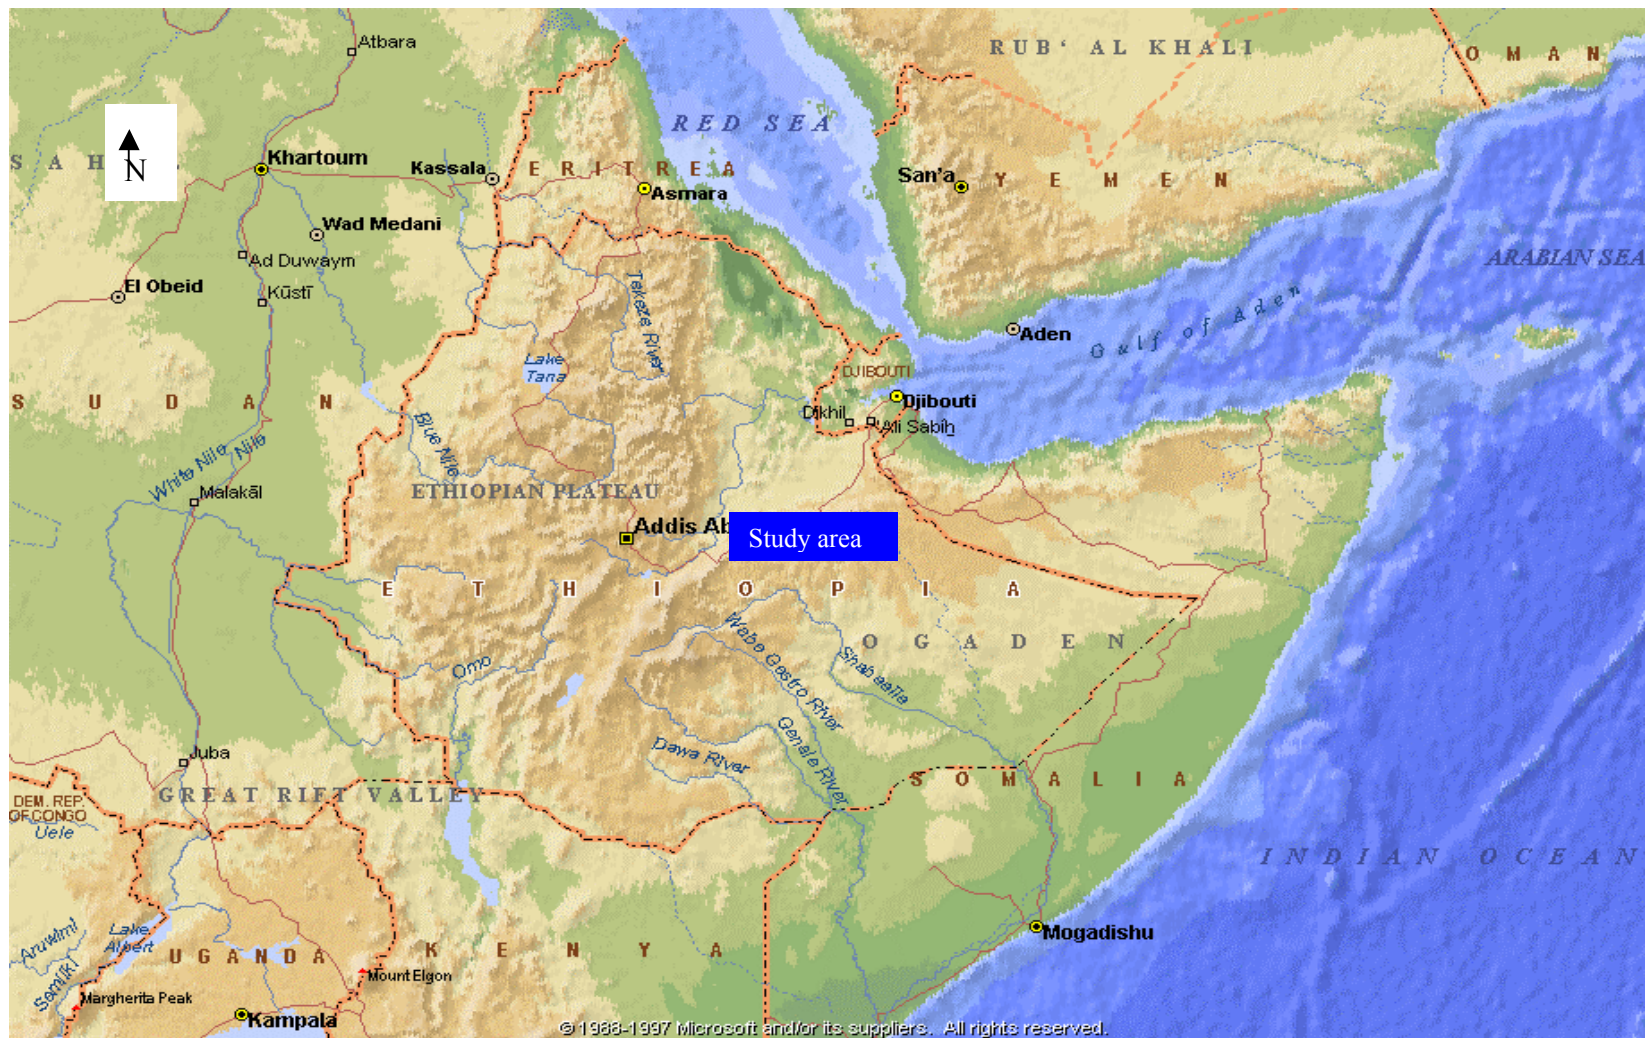 Atbara
RUB' AL KHALI
OMAN
RED SEA
N
Khartoum
Kassala
ERITREA
San'a
YEMEN
Asmara
Wad Medani
Ad Duwaym
ARABIAN SEA
El Obeid
Kūstī
Tekeze River
Gulf of Aden
Aden
Lake
Tana
DJIBOUTI
SUDAN
Djibouti
Dikhil
'Ali Sabīh
Blue Nile
White Nile
Nile
Malakāl
ETHIOPIAN PLATEAU
Addis Ab
Study area
ETHIOPIA
OGADEN
Wabe Gestro River
Shabeelle
Omo
Genale River
Dawa River
Juba
SOMALIA
GREAT RIFT VALLEY
DEM. REP.
OF CONGO
Uele
INDIAN OCEAN
Aruwimi
Lake
Albert
UGANDA
KENYA
Mogadishu
Mount Elgon
Semliki
Margherita Peak
Kampala
© 1988-1997 Microsoft and/or its suppliers. All rights reserved.